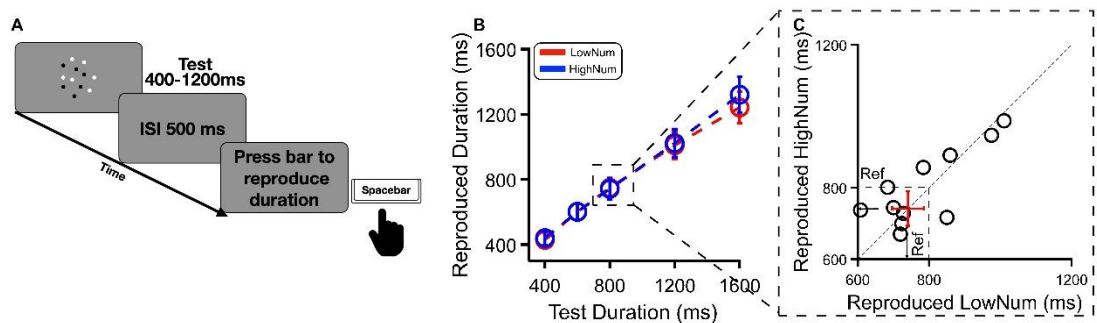 A
Test
400-1200ms
ISI 500 ms
Press bar to
reproduce
duration
Time
Spacebar
B
Reproduced Duration (ms)
1600
1200
800
400
LowNum
HighNum
400 800 1200 1600
Test Duration (ms)
C
Reproduced HighNum (ms)
1200
800
600
Ref
Ref
600 800 1200
Reproduced LowNum (ms)